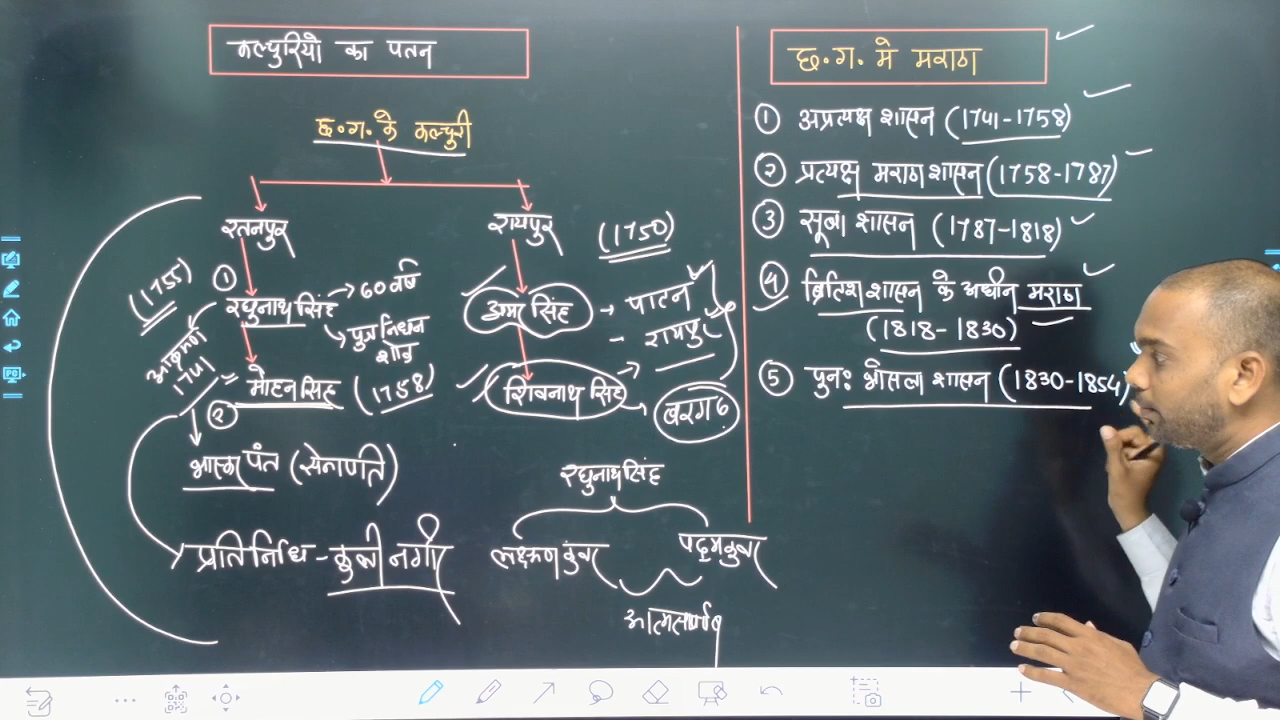 कल्चुरियो का पतन
छ.ग. के कल्चुरी
रतनपुर
रायपुर
(1750)
(1755)
①
रघुनाथ सिंह
→ 60 वर्ष
→ पुत्र निधन
शोक
आक्रमण
1741
मोहन सिंह (1758)
②
अमर सिंह
→ पाटन
- रायपुर
शिवनाथ सिंह
बरगढ
भास्कर पंत (सेनापति)
प्रतिनिधि -
रघुनाथ सिंह
लक्ष्मण कुंवर
पद्मकुवर
आत्मसमर्पण
छ.ग. मे मराठा
① अप्रत्यक्ष शासन (1741-1758)
② प्रत्यक्ष मराठा शासन (1758-1787)
③ सूबा शासन (1787-1818)
④ ब्रिटिश शासन के अधीन मराठा
(1818-1830)
⑤ पुनः भोंसला शासन (1830-1854)